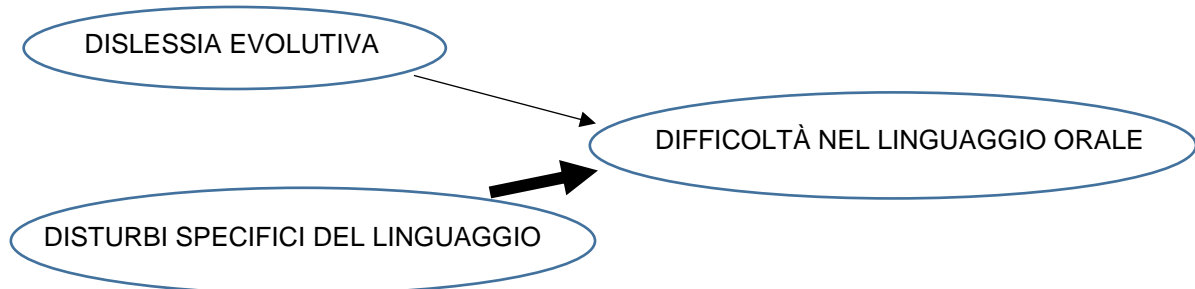 DISLESSIA EVOLUTIVA
DIFFICOLTÀ NEL LINGUAGGIO ORALE
DISTURBI SPECIFICI DEL LINGUAGGIO